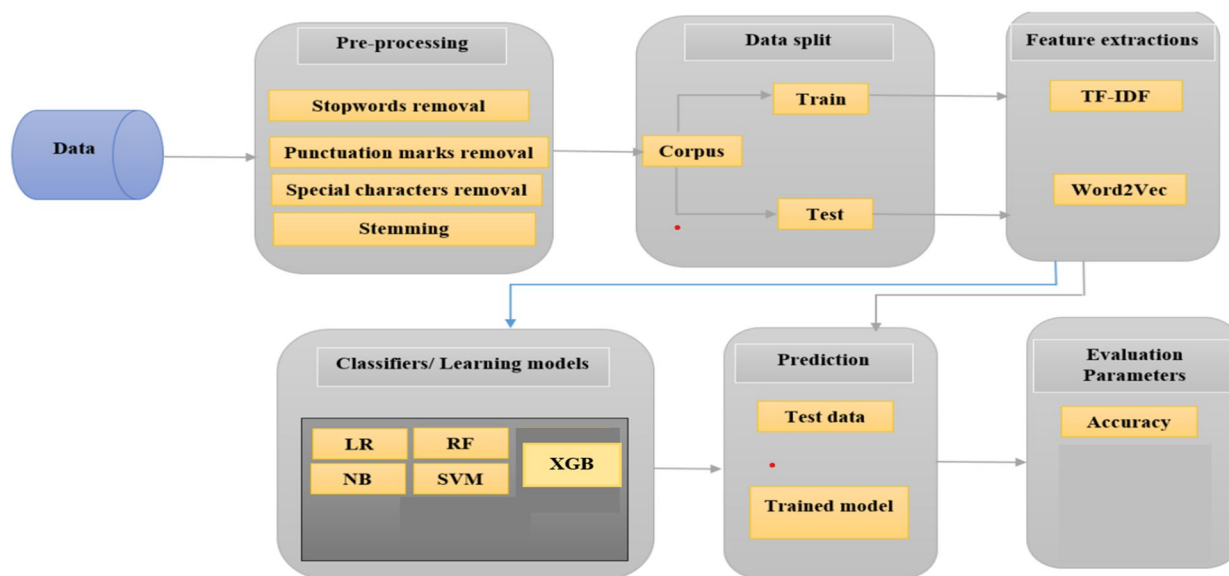 Pre-processing
Data split
Feature extractions
Data
Stopwords removal
Punctuation marks removal
Special characters removal
Stemming
Corpus
Train
Test
TF-IDF
Word2Vec
Classifiers/ Learning models
LR
RF
NB
SVM
XGB
Prediction
Test data
Trained model
Evaluation
Parameters
Accuracy